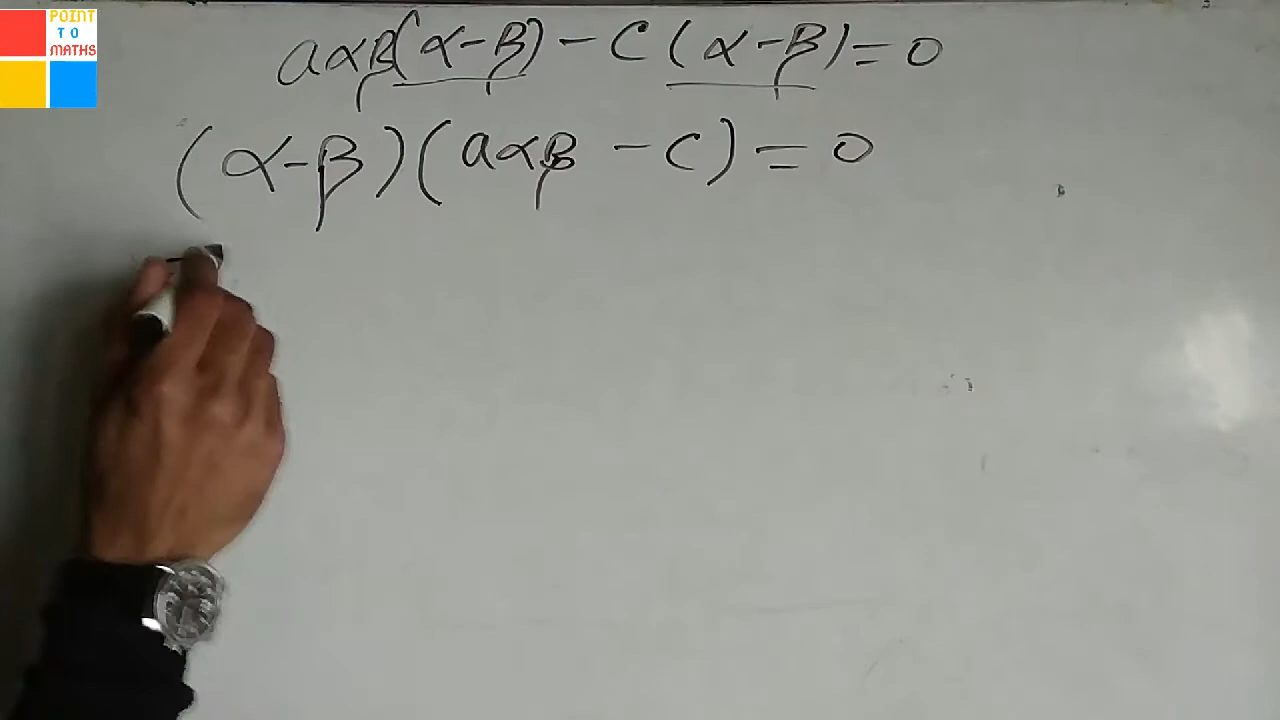 POINT
TO
MATHS
aαβ(α-β) - C(α-β) = 0
(α-β)(aαβ - C) = 0